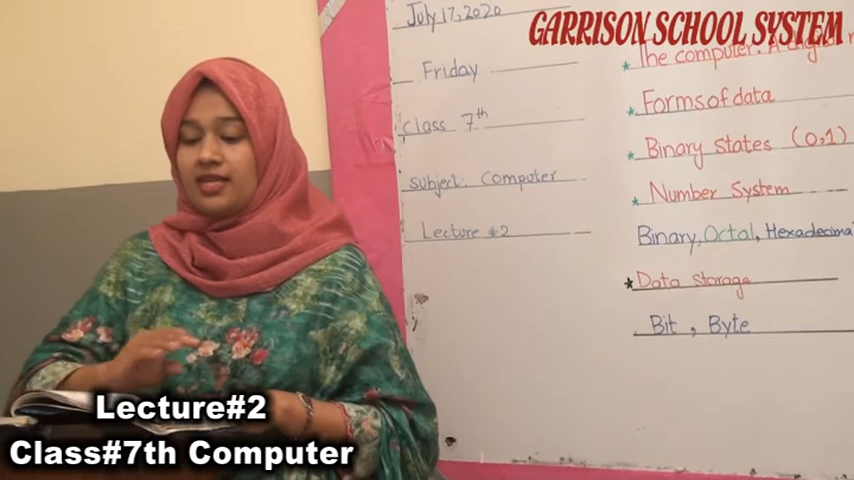 July 17, 2020
Friday
class 7th
subject: Computer
Lecture #2
GARRISON SCHOOL SYSTEM
* The computer: A digital
* Forms of data
* Binary states (0,1)
* Number System
Binary, Octal, Hexadecimal
* Data storage
Bit, Byte
Lecture#2
Class#7th Computer